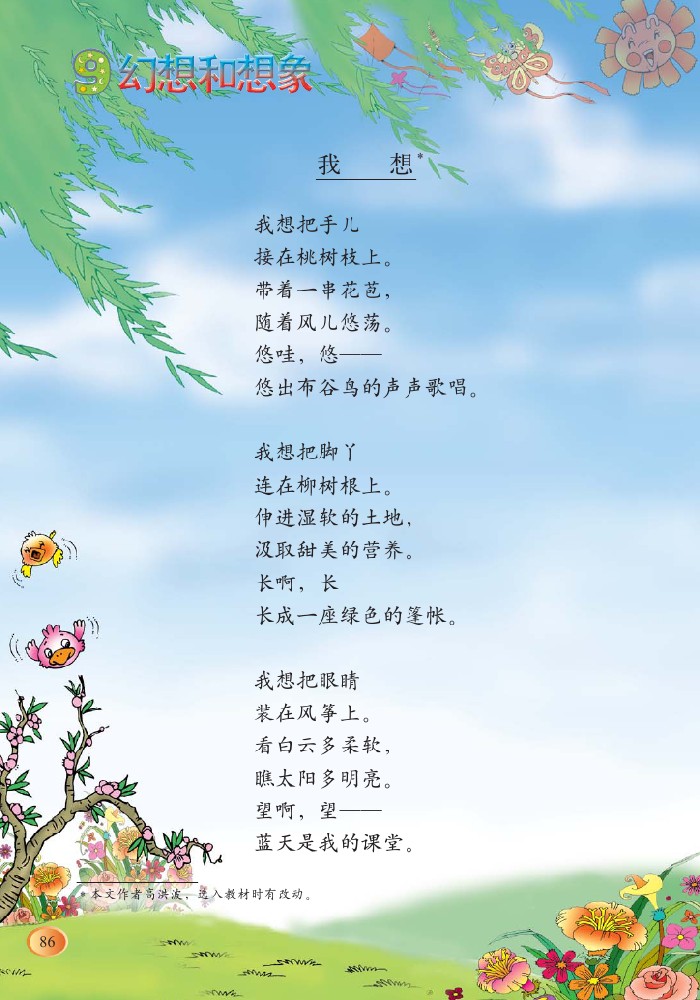 9 幻想和想象
我 想*
我想把手儿
接在桃树枝上。
带着一串花苞，
随着风儿悠荡。
悠哇，悠——
悠出布谷鸟的声声歌唱。
我想把脚丫
连在柳树根上。
伸进湿软的土地，
汲取甜美的营养。
长啊，长
长成一座绿色的篷帐。
我想把眼睛
装在风筝上。
看白云多柔软，
瞧太阳多明亮。
望啊，望——
蓝天是我的课堂。
* 本文作者高洪波，选入教材时有改动。
86